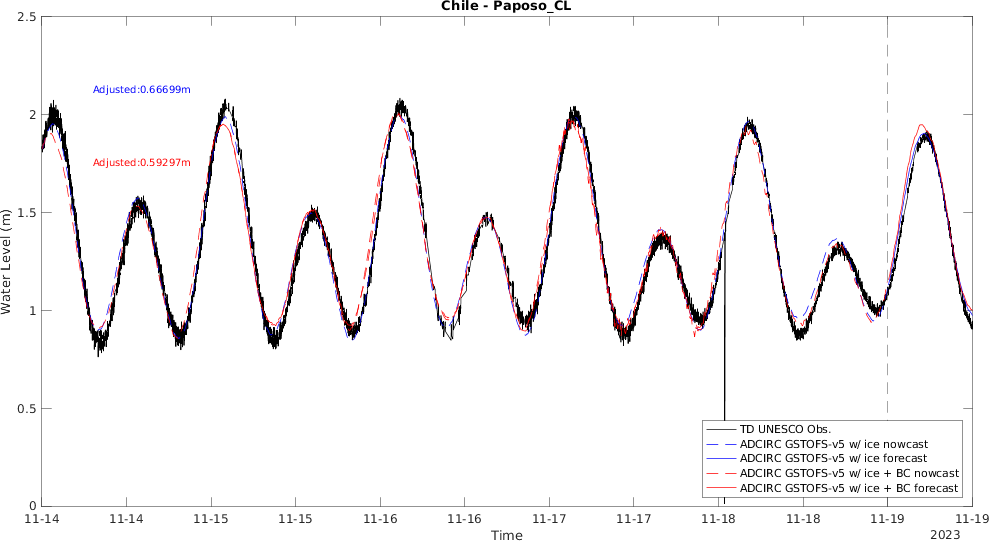 Chile - Paposo_CL
2.5
2
1.5
1
0.5
0
Water Level (m)
Adjusted:0.66699m
Adjusted:0.59297m
TD UNESCO Obs.
ADCIRC GSTOFS-v5 w/ ice nowcast
ADCIRC GSTOFS-v5 w/ ice forecast
ADCIRC GSTOFS-v5 w/ ice + BC nowcast
ADCIRC GSTOFS-v5 w/ ice + BC forecast
11-14 11-14 11-15 11-15 11-16 11-16 11-17 11-17 11-18 11-18 11-19 11-19
Time
2023